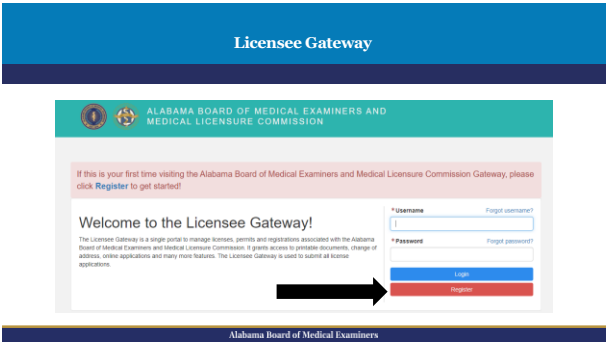 Licensee Gateway
ALABAMA BOARD OF MEDICAL EXAMINERS AND
MEDICAL LICENSURE COMMISSION
If this is your first time visiting the Alabama Board of Medical Examiners and Medical Licensure Commission Gateway, please
click Register to get started!
Welcome to the Licensee Gateway!
The Licensee Gateway is a single portal to manage licenses, permits and registrations associated with the Alabama
Board of Medical Examiners and Medical Licensure Commission. It grants access to printable documents, change of
address, online applications and many more features. The Licensee Gateway is used to submit all license
applications.
*Username Forgot username?
*Password Forgot password?
Login
Register
Alabama Board of Medical Examiners